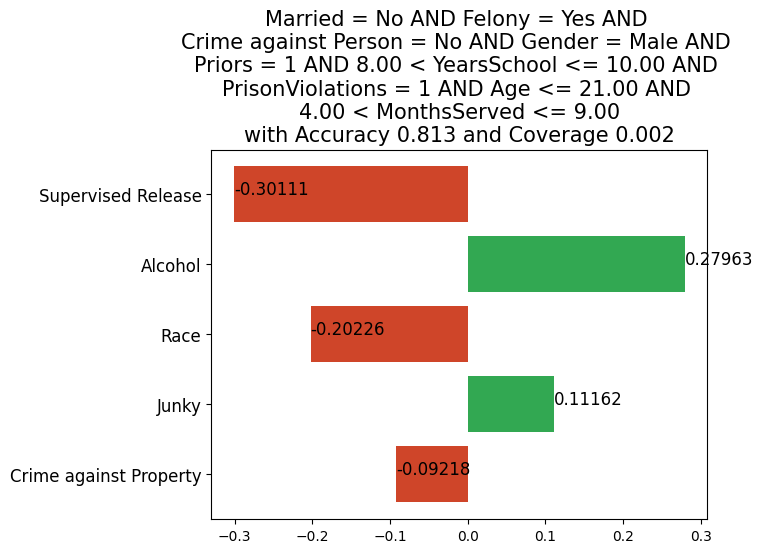 Married = No AND Felony = Yes AND
Crime against Person = No AND Gender = Male AND
Priors = 1 AND 8.00 < YearsSchool <= 10.00 AND
PrisonViolations = 1 AND Age <= 21.00 AND
4.00 < MonthsServed <= 9.00
with Accuracy 0.813 and Coverage 0.002
Supervised Release
-0.30111
Alcohol
0.27963
Race
-0.20226
Junky
0.11162
Crime against Property
-0.09218
−0.3 −0.2 −0.1 0.0 0.1 0.2 0.3